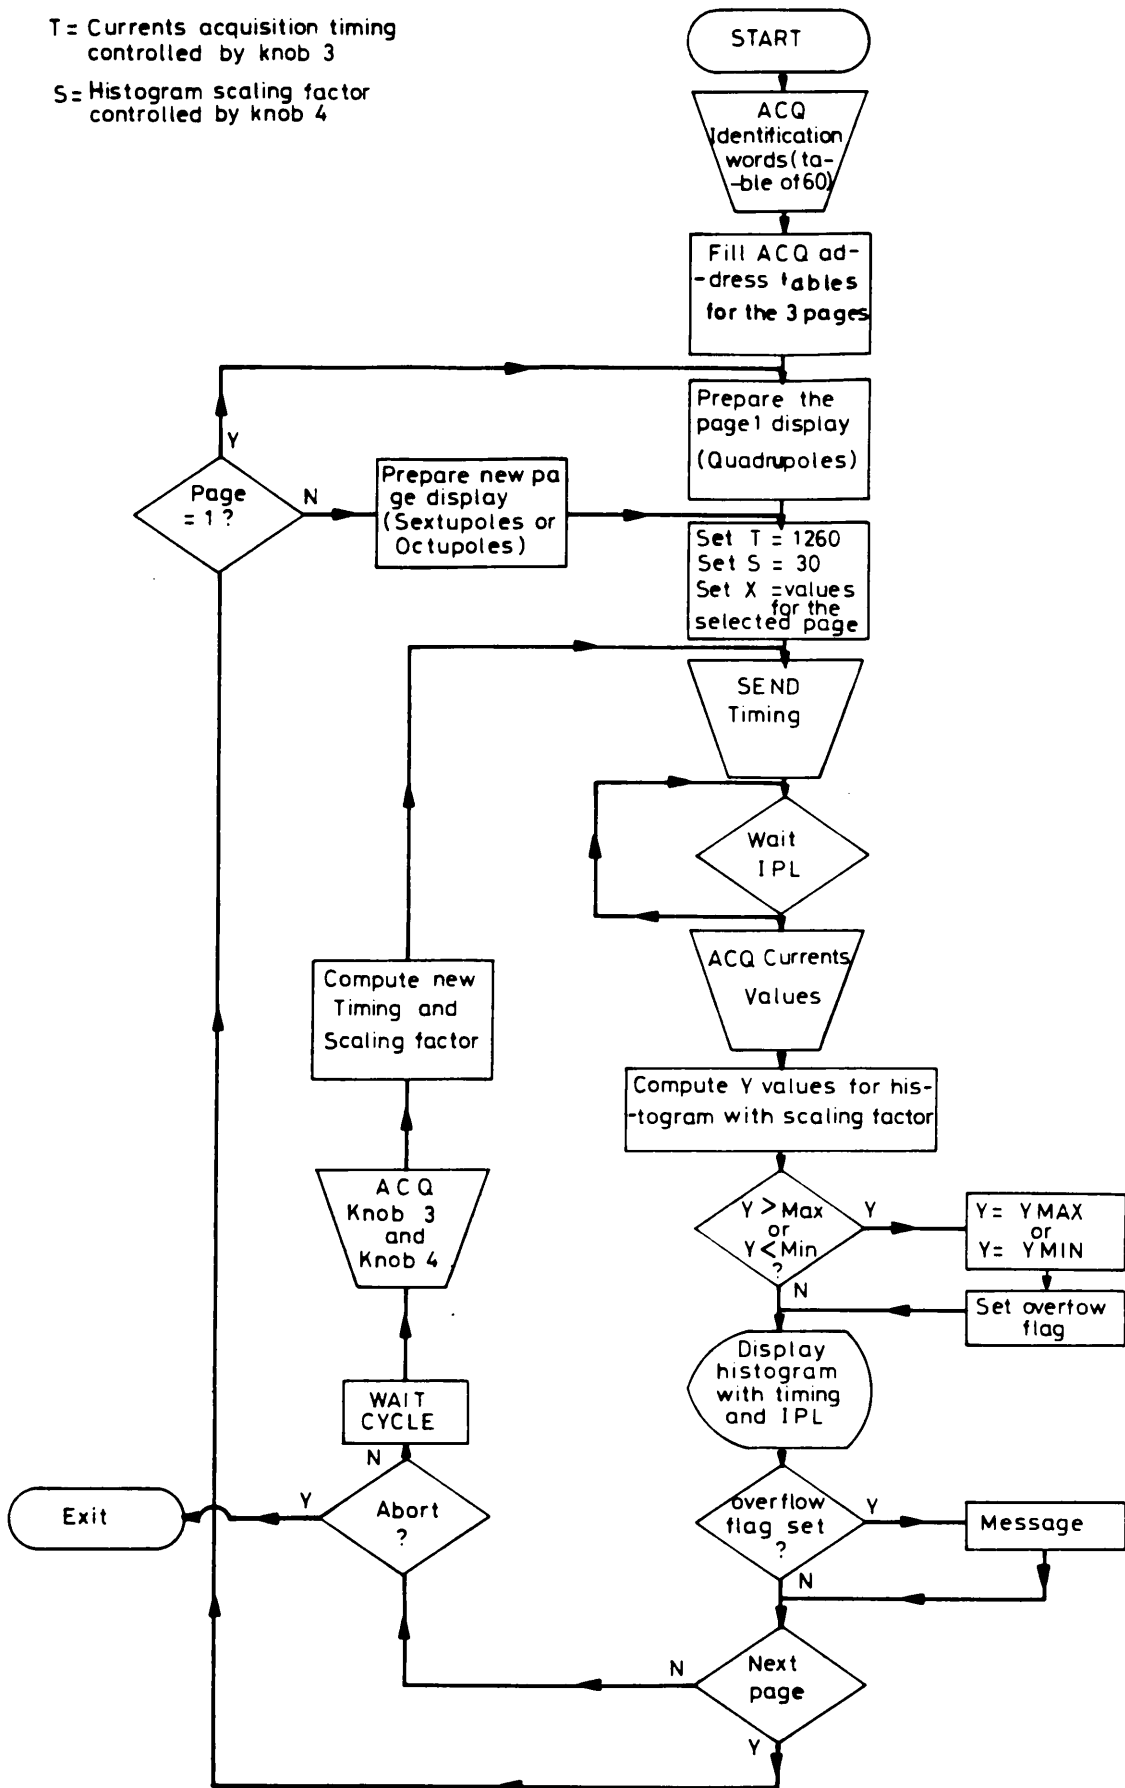 T = Currents acquisition timing
controlled by knob 3
S = Histogram scaling factor
controlled by knob 4
START
ACQ
Identification
words (ta-
-ble of 60)
Fill ACQ ad-
-dress tables
for the 3 pages
Prepare the
page1 display
(Quadrupoles)
Y
Page
= 1 ?
N
Prepare new pa
ge display
(Sextupoles or
Octupoles)
Set T = 1260
Set S = 30
Set X = values
for the
selected page
SEND
Timing
Wait
IPL
ACQ Currents
Values
Compute new
Timing and
Scaling factor
Compute Y values for his-
-togram with scaling factor
ACQ
Knob 3
and
Knob 4
Y > Max
or
Y < Min
?
Y
N
Y = YMAX
or
Y = YMIN
Set overfow
flag
Display
histogram
with timing
and IPL
WAIT
CYCLE
N
Abort
?
Y
Exit
overflow
flag set
?
Y
N
Message
Next
page
N
Y